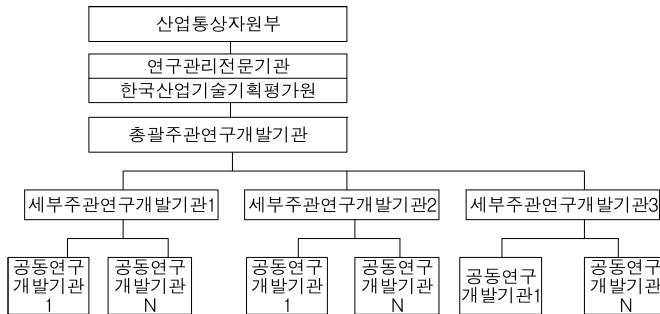 산업통상자원부
연구관리전문기관
한국산업기술기획평가원
총괄주관연구개발기관
세부주관연구개발기관1
세부주관연구개발기관2
세부주관연구개발기관3
공동연구
개발기관
1
공동연구
개발기관
N
공동연구
개발기관
1
공동연구
개발기관
N
공동연구
개발기관1
공동연구
개발기관
N